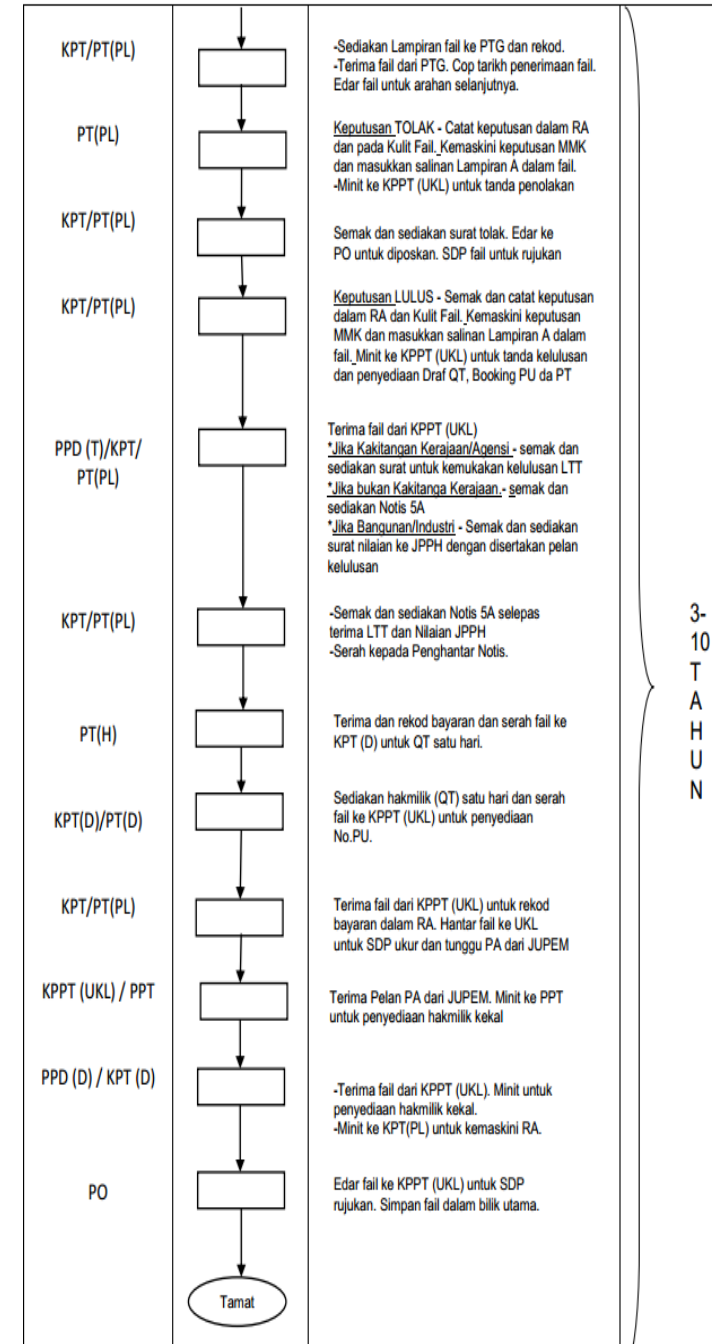 KPT/PT(PL)
-Sediakan Lampiran fail ke PTG dan rekod.
-Terima fail dari PTG. Cop tarikh penerimaan fail.
Edar fail untuk arahan selanjutnya.
PT(PL)
Keputusan TOLAK - Catat keputusan dalam RA
dan pada Kulit Fail. Kemaskini keputusan MMK
dan masukkan salinan Lampiran A dalam fail.
-Minit ke KPPT (UKL) untuk tanda penolakan
KPT/PT(PL)
Semak dan sediakan surat tolak. Edar ke
PO untuk diposkan. SDP fail untuk rujukan
KPT/PT(PL)
Keputusan LULUS - Semak dan catat keputusan
dalam RA dan Kulit Fail. Kemaskini keputusan
MMK dan masukkan salinan Lampiran A dalam
fail. Minit ke KPPT (UKL) untuk tanda kelulusan
dan penyediaan Draf QT, Booking PU da PT
PPD (T)/KPT/
PT(PL)
Terima fail dari KPPT (UKL)
*Jika Kakitangan Kerajaan/Agensi - semak dan
sediakan surat untuk kemukakan kelulusan LTT
*Jika bukan Kakitanga Kerajaan.- semak dan
sediakan Notis 5A
*Jika Bangunan/Industri - Semak dan sediakan
surat nilaian ke JPPH dengan disertakan pelan
kelulusan
KPT/PT(PL)
-Semak dan sediakan Notis 5A selepas
terima LTT dan Nilaian JPPH
-Serah kepada Penghantar Notis.
PT(H)
Terima dan rekod bayaran dan serah fail ke
KPT (D) untuk QT satu hari.
KPT(D)/PT(D)
Sediakan hakmilik (QT) satu hari dan serah
fail ke KPPT (UKL) untuk penyediaan
No.PU.
KPT/PT(PL)
Terima fail dari KPPT (UKL) untuk rekod
bayaran dalam RA. Hantar fail ke UKL
untuk SDP ukur dan tunggu PA dari JUPEM
KPPT (UKL) / PPT
Terima Pelan PA dari JUPEM. Minit ke PPT
untuk penyediaan hakmilik kekal
PPD (D) / KPT (D)
-Terima fail dari KPPT (UKL). Minit untuk
penyediaan hakmilik kekal.
-Minit ke KPT(PL) untuk kemaskini RA.
PO
Edar fail ke KPPT (UKL) untuk SDP
rujukan. Simpan fail dalam bilik utama.
Tamat
3-
10
T
A
H
U
N